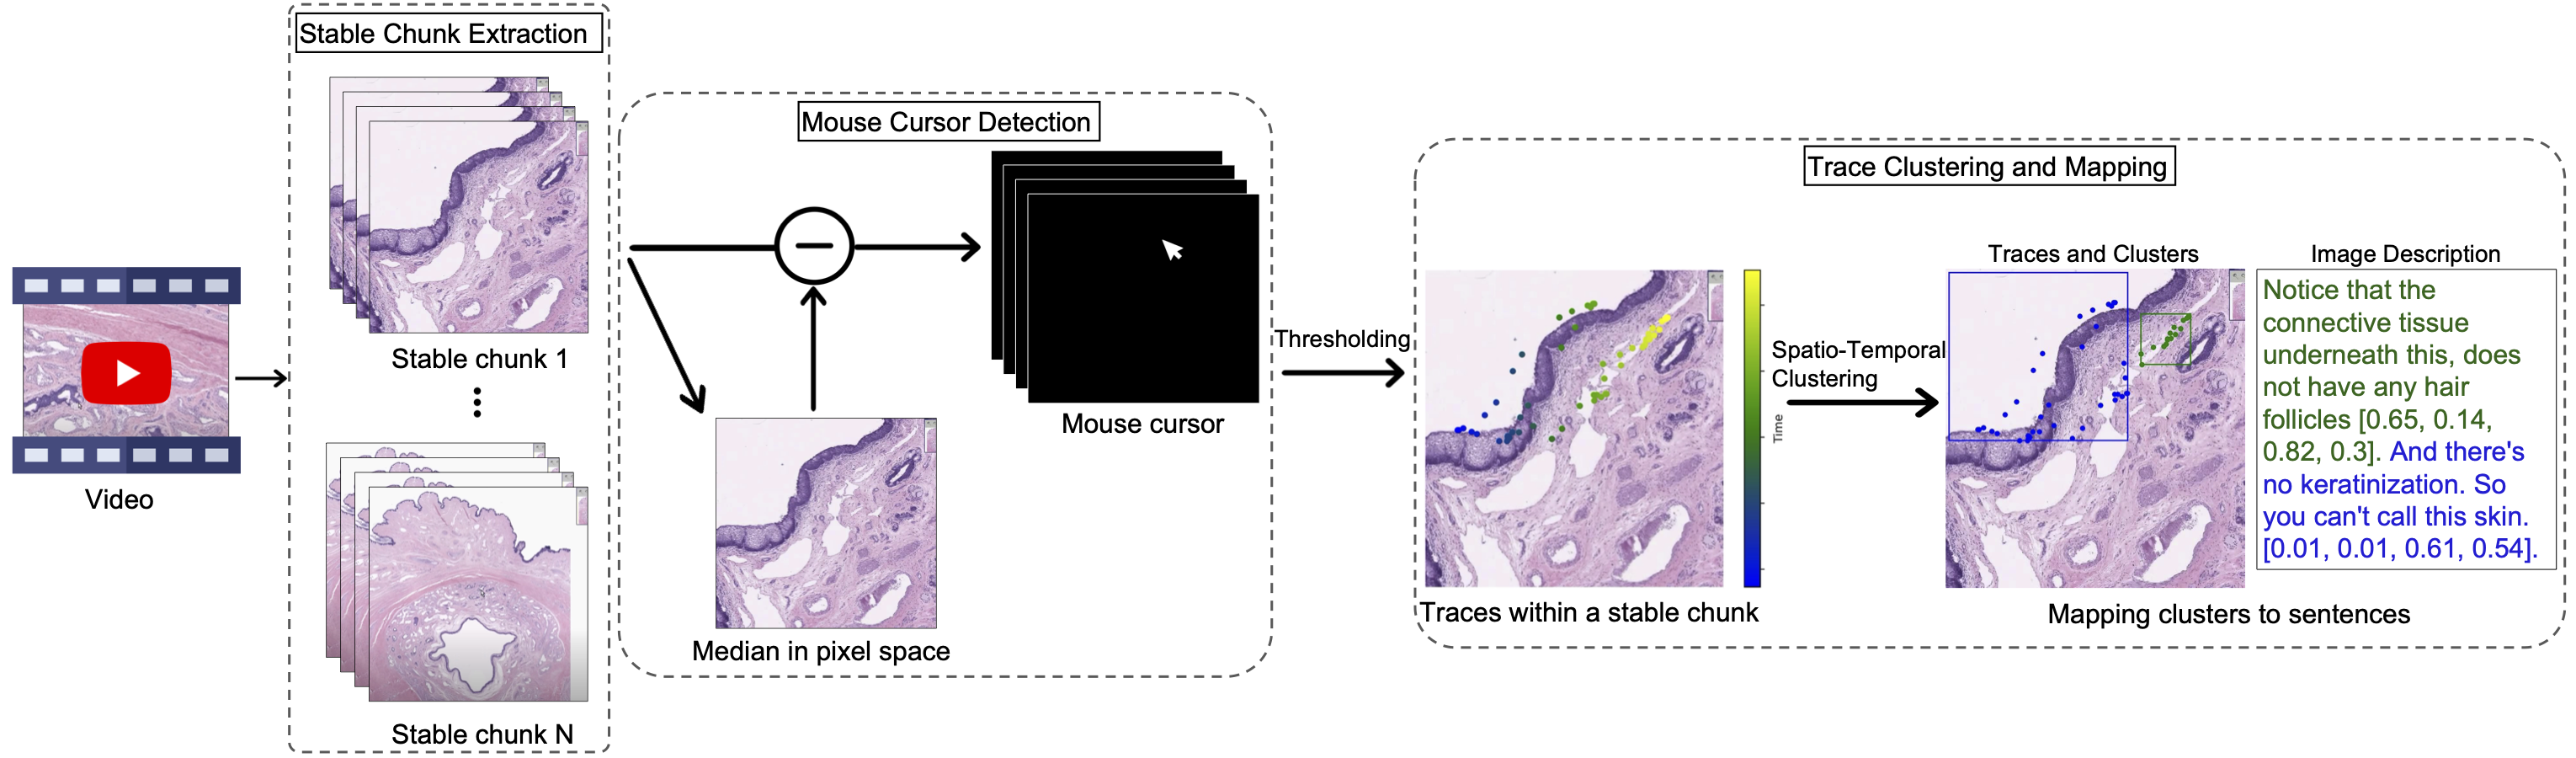 Stable Chunk Extraction
Stable chunk 1
Stable chunk N
Video
Mouse Cursor Detection
Mouse cursor
Median in pixel space
Thresholding
Trace Clustering and Mapping
Time
Traces within a stable chunk
Spatio-Temporal
Clustering
Traces and Clusters
Image Description
Notice that the
connective tissue
underneath this, does
not have any hair
follicles [0.65, 0.14,
0.82, 0.3]. And there's
no keratinization. So
you can't call this skin.
[0.01, 0.01, 0.61, 0.54].
Mapping clusters to sentences